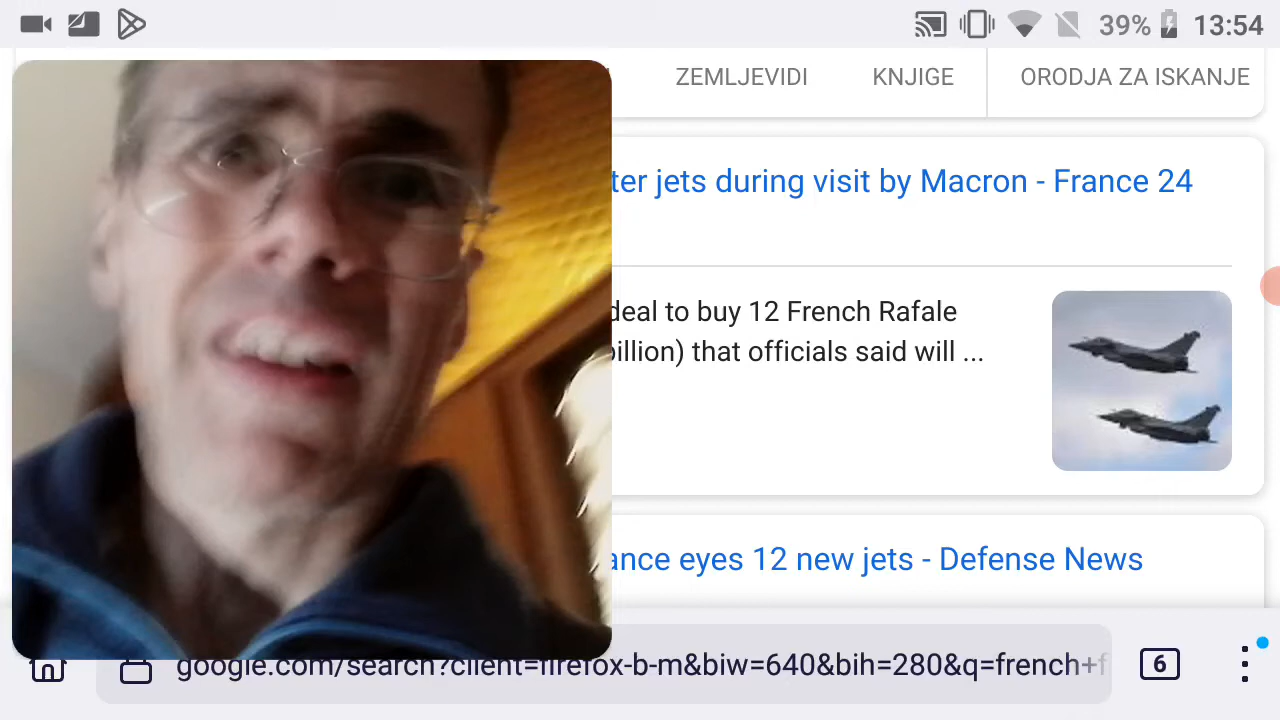 39% 13:54
ZEMLJEVIDI KNJIGE ORODJA ZA ISKANJE
ter jets during visit by Macron - France 24
deal to buy 12 French Rafale
billion) that officials said will ...
ance eyes 12 new jets - Defense News
google.com/search?client=firefox-b-m&biw=640&bih=280&q=french+f
6